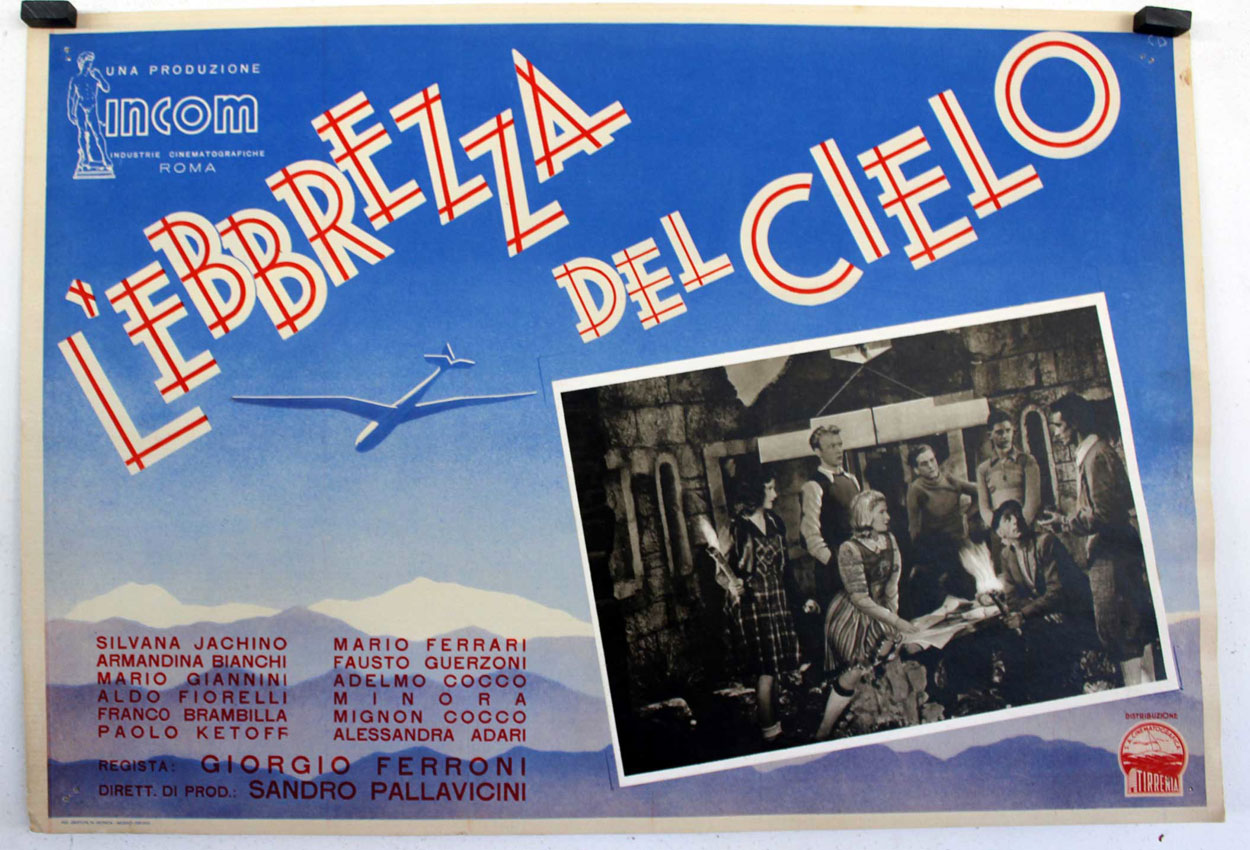 UNA PRODUZIONE
INCOM
INDUSTRIE CINEMATOGRAFICHE
ROMA
L'EBBREZZA
DEL CIELO
SILVANA JACHINO
ARMANDINA BIANCHI
MARIO GIANNINI
ALDO FIORELLI
FRANCO BRAMBILLA
PAOLO KETOFF
MARIO FERRARI
FAUSTO GUERZONI
ADELMO COCCO
MINORA
MIGNON COCCO
ALESSANDRA ADARI
REGISTA: GIORGIO FERRONI
DIRETT. DI PROD.: SANDRO PALLAVICINI
DISTRIBUZIONE
S.A. CINEMATOGRAFICA
TIRRENIA